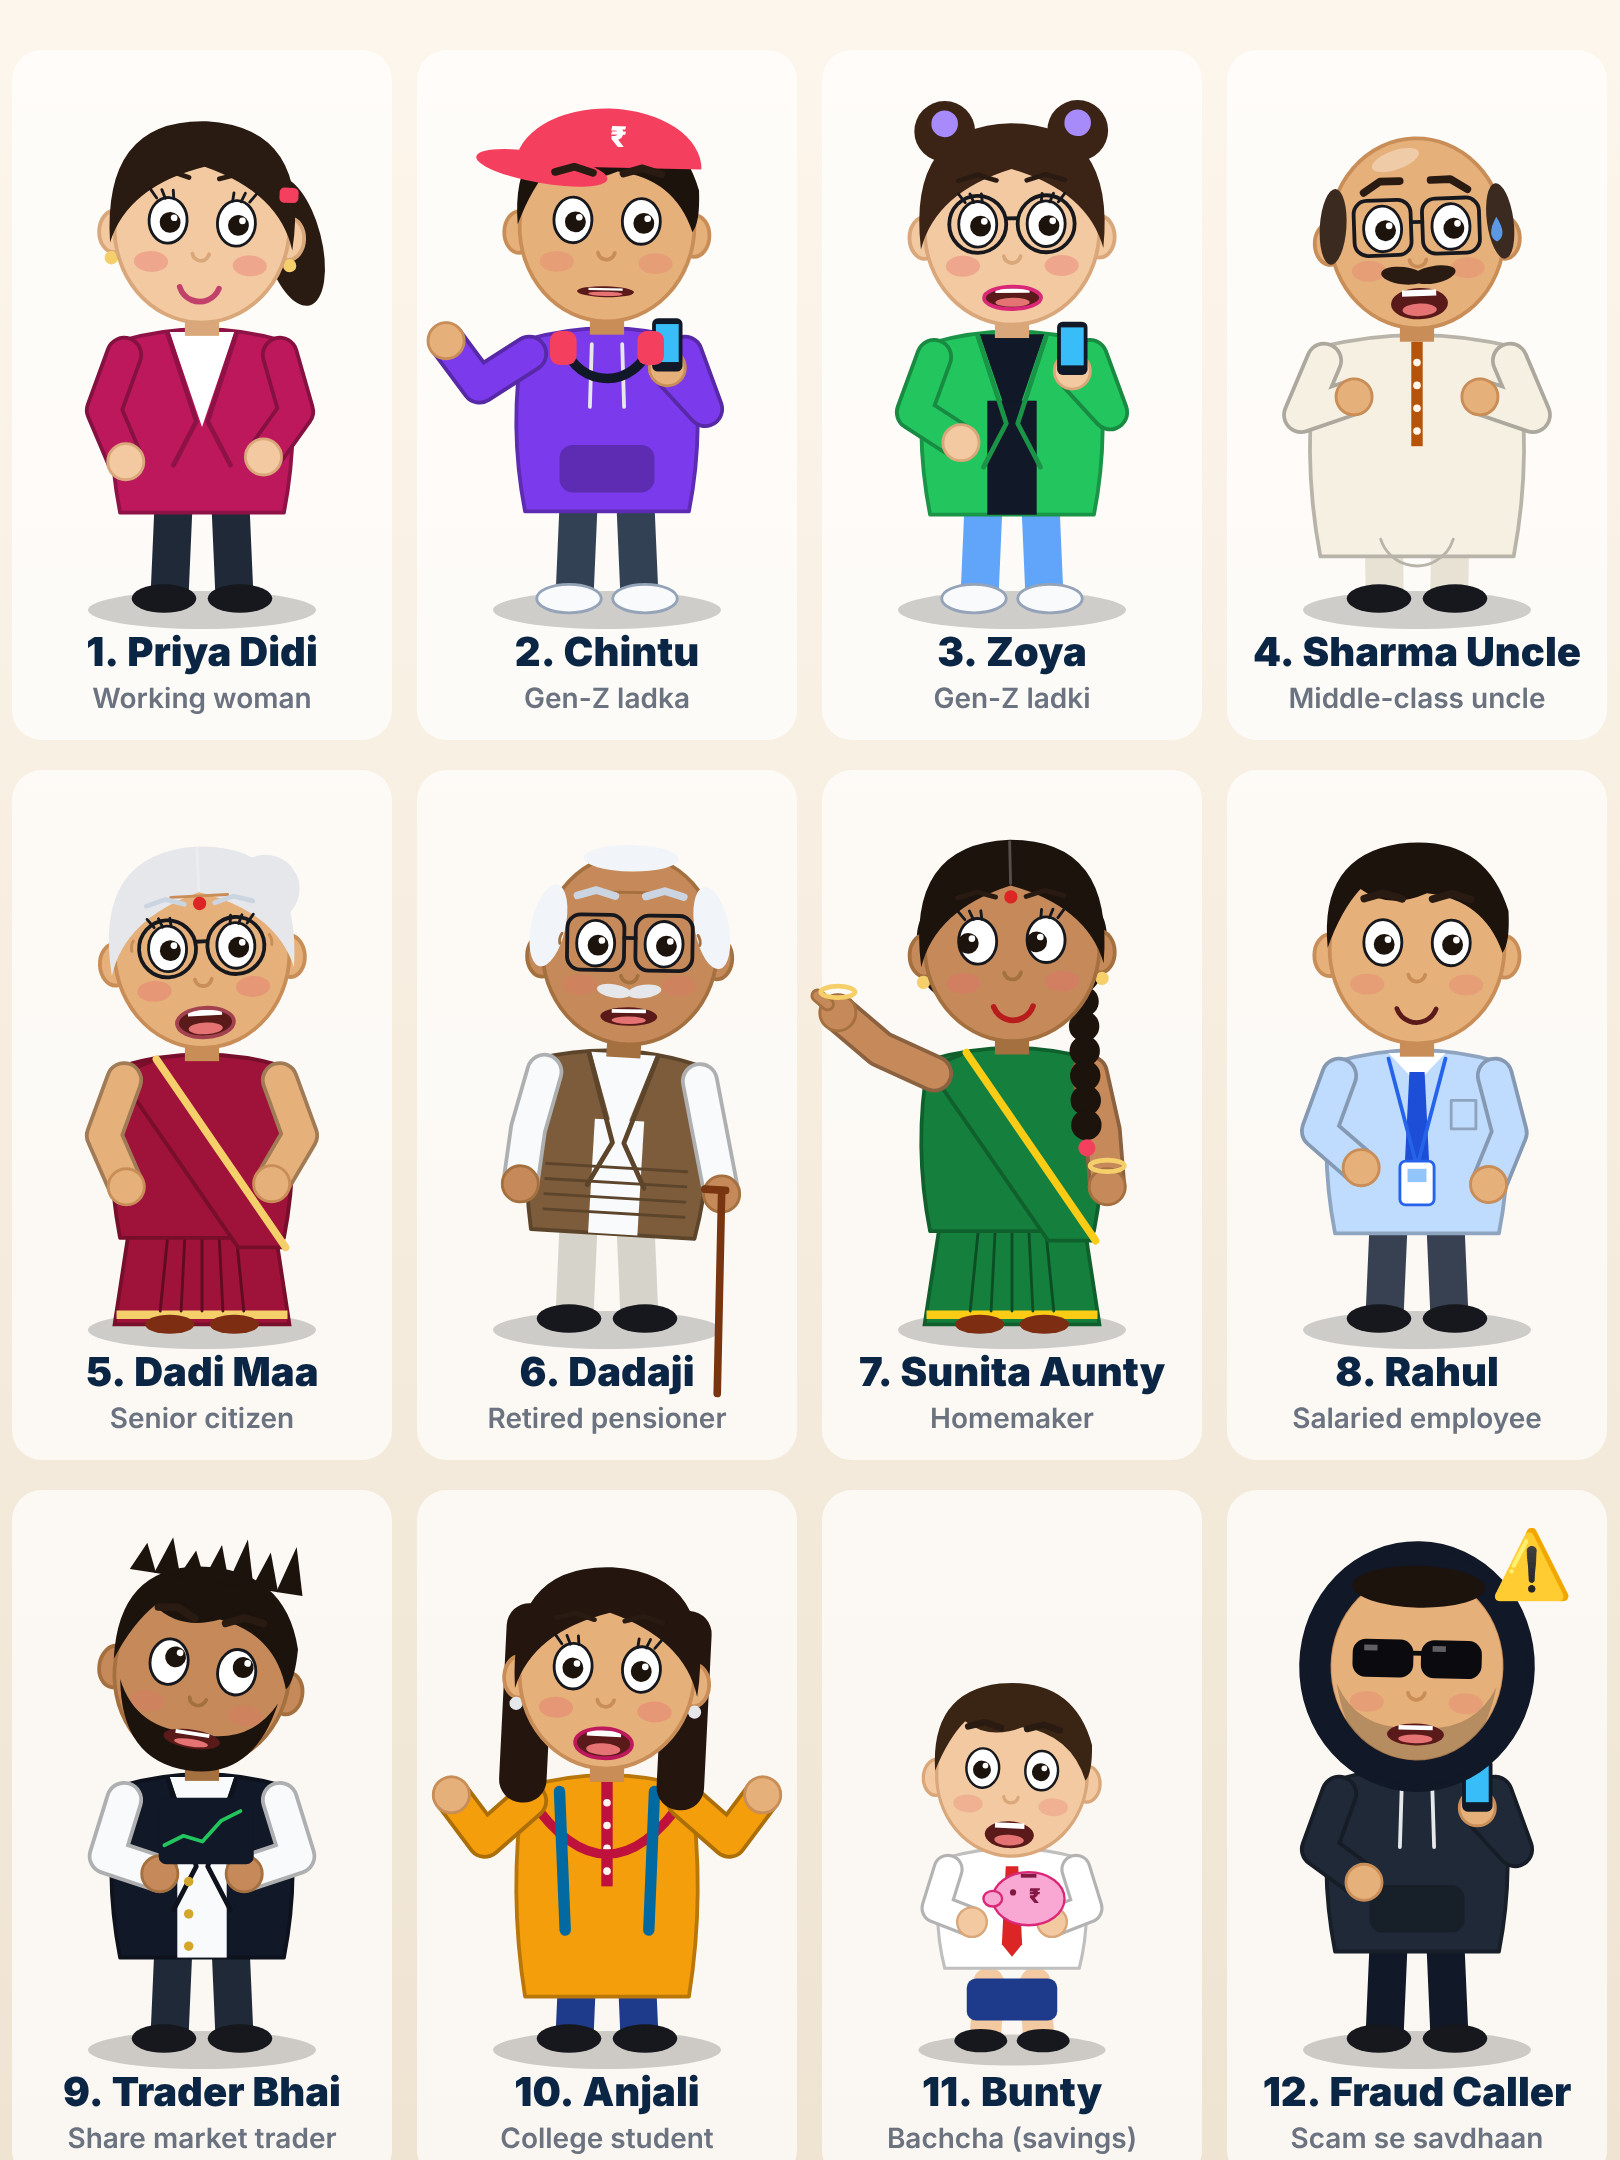 ₹
1. Priya Didi
Working woman
2. Chintu
Gen-Z ladka
3. Zoya
Gen-Z ladki
4. Sharma Uncle
Middle-class uncle
5. Dadi Maa
Senior citizen
6. Dadaji
Retired pensioner
7. Sunita Aunty
Homemaker
8. Rahul
Salaried employee
₹
9. Trader Bhai
Share market trader
10. Anjali
College student
11. Bunty
Bachcha (savings)
12. Fraud Caller
Scam se savdhaan